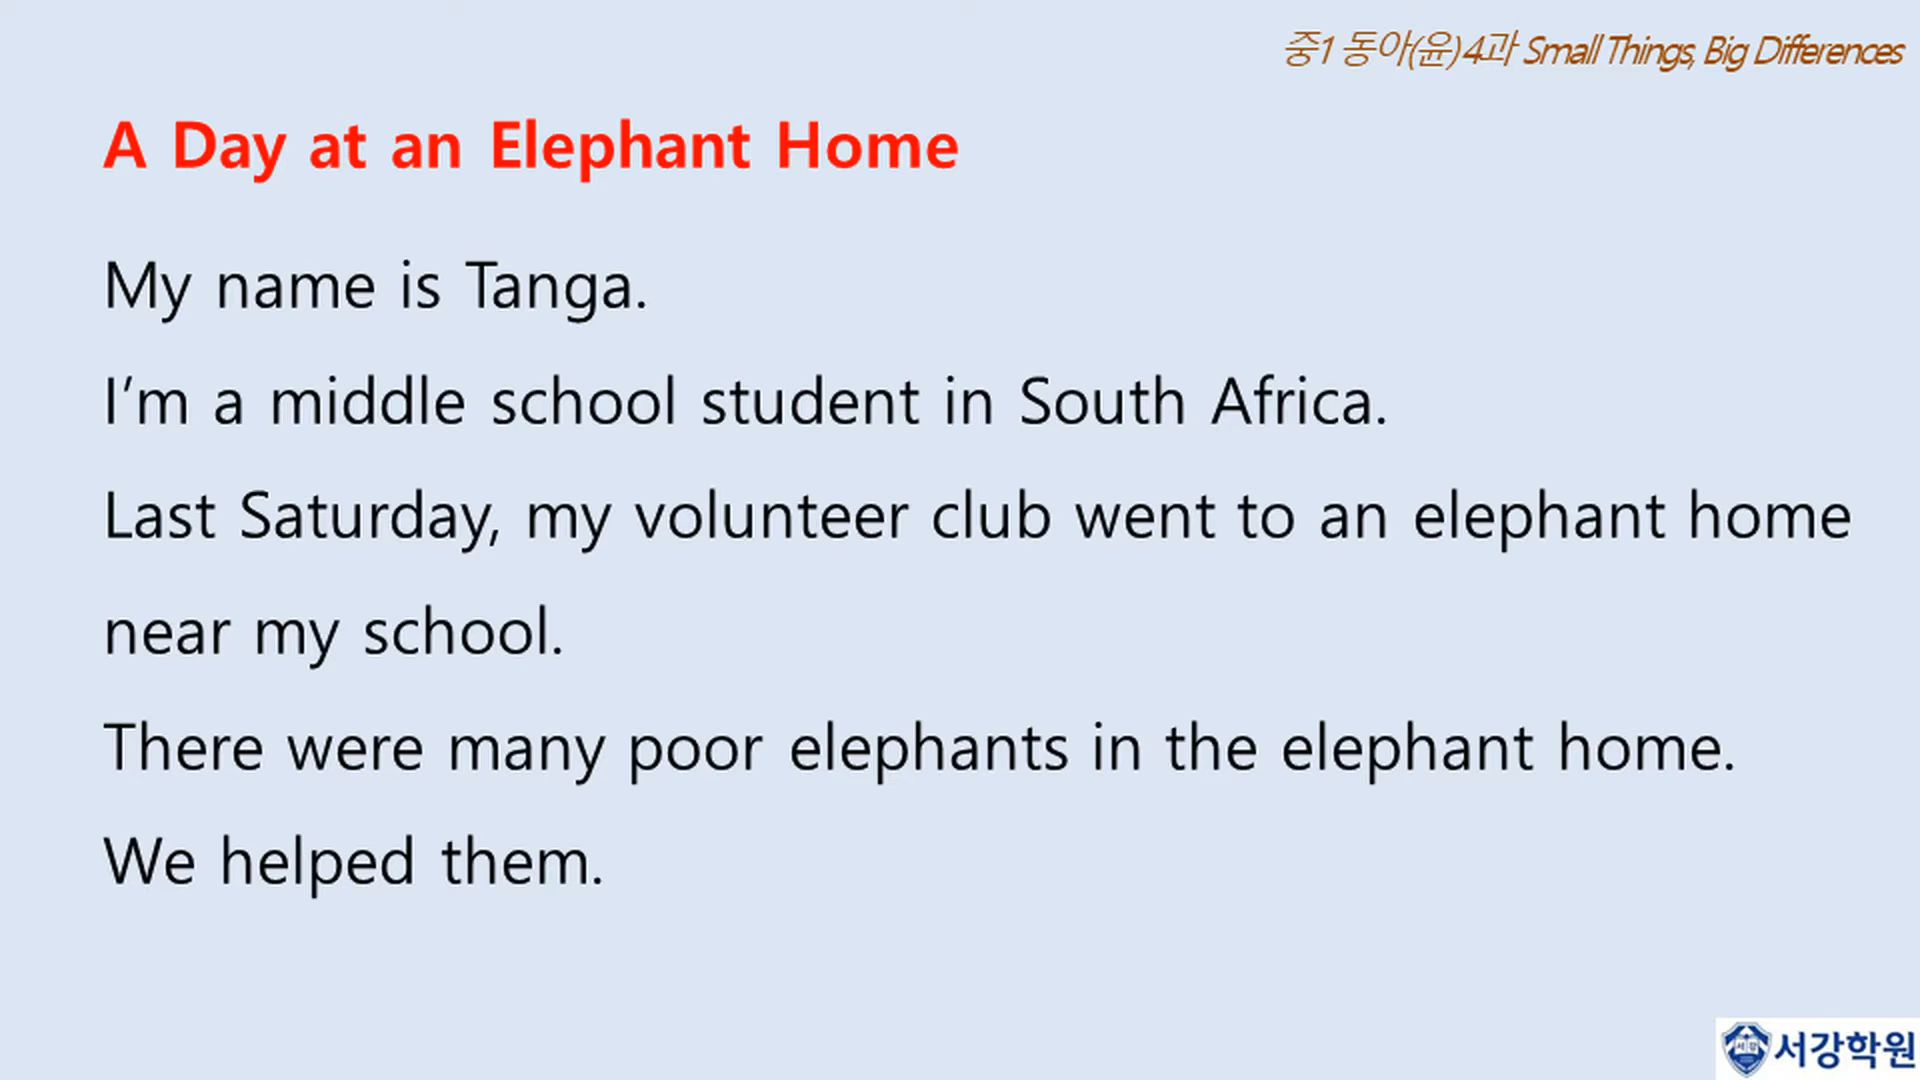 중1 동아(윤)4과 Small Things, Big Differences
A Day at an Elephant Home
My name is Tanga.
I’m a middle school student in South Africa.
Last Saturday, my volunteer club went to an elephant home
near my school.
There were many poor elephants in the elephant home.
We helped them.
서강학원